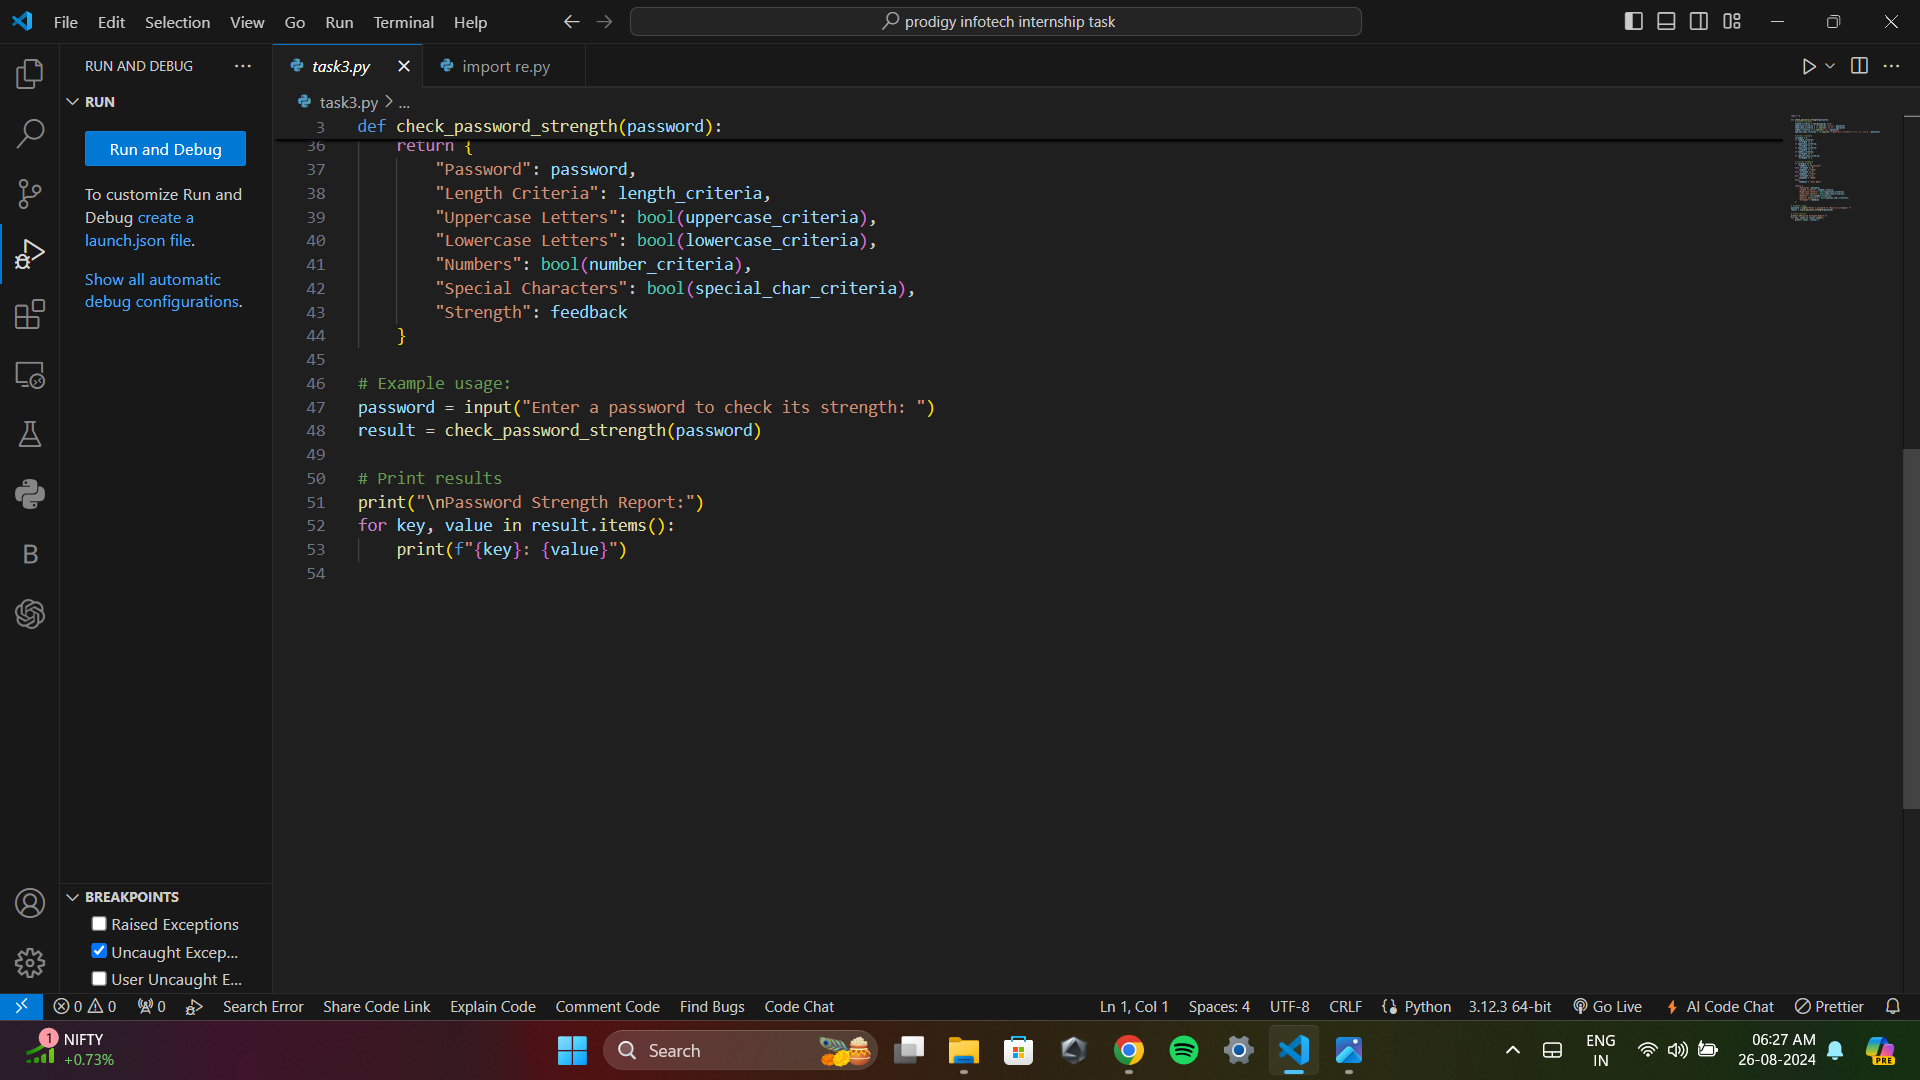 File Edit Selection View Go Run Terminal Help
prodigy infotech internship task
RUN AND DEBUG
task3.py
import re.py
RUN
task3.py > ...
Run and Debug
To customize Run and
Debug create a
launch.json file.
Show all automatic
debug configurations.
3 def check_password_strength(password):
36 return {
37 "Password": password,
38 "Length Criteria": length_criteria,
39 "Uppercase Letters": bool(uppercase_criteria),
40 "Lowercase Letters": bool(lowercase_criteria),
41 "Numbers": bool(number_criteria),
42 "Special Characters": bool(special_char_criteria),
43 "Strength": feedback
44 }
45
46 # Example usage:
47 password = input("Enter a password to check its strength: ")
48 result = check_password_strength(password)
49
50 # Print results
51 print("\nPassword Strength Report:")
52 for key, value in result.items():
53 print(f"{key}: {value}")
54
B
BREAKPOINTS
Raised Exceptions
Uncaught Excep...
User Uncaught E...
0 0 0 Search Error Share Code Link Explain Code Comment Code Find Bugs Code Chat Ln 1, Col 1 Spaces: 4 UTF-8 CRLF Python 3.12.3 64-bit Go Live AI Code Chat Prettier
1
NIFTY
+0.73%
Search
ENG
IN
06:27 AM
26-08-2024
PRE